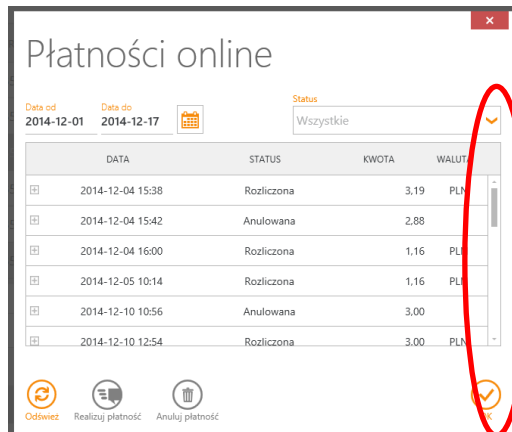 Płatności online
Data od Data do Status
2014-12-01 2014-12-17 Wszystkie
DATA STATUS KWOTA WALUTA
2014-12-04 15:38 Rozliczona 3,19 PLN
2014-12-04 15:42 Anulowana 2,88
2014-12-04 16:00 Rozliczona 1,16 PLN
2014-12-05 10:14 Rozliczona 1,16 PLN
2014-12-10 10:56 Anulowana 3,00
2014-12-10 12:54 Rozliczona 3,00 PLN
Odśwież Realizuj płatność Anuluj płatność OK